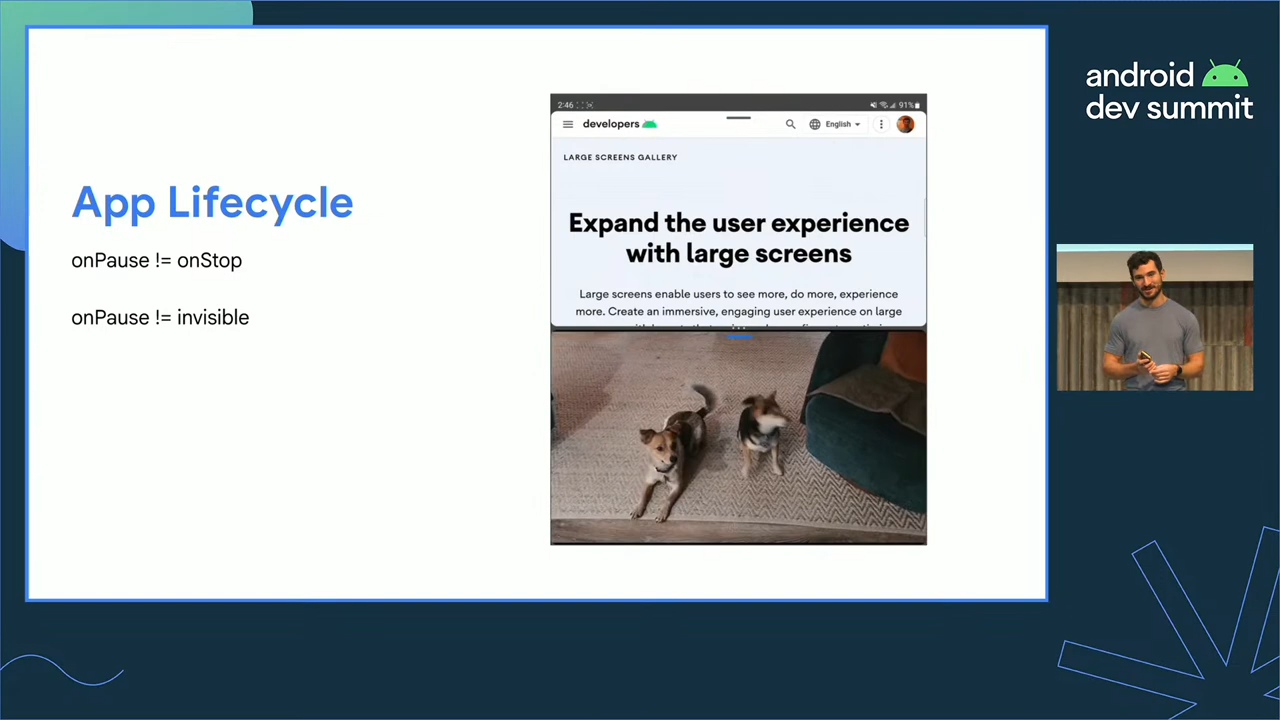 App Lifecycle
onPause != onStop
onPause != invisible
2:46
91%
developers
English
LARGE SCREENS GALLERY
Expand the user experience
with large screens
Large screens enable users to see more, do more, experience
more. Create an immersive, engaging user experience on large
android
dev summit